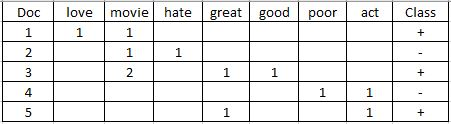 Doc love movie hate great good poor act Class
1 1 1 +
2 1 1 -
3 2 1 1 +
4 1 1 -
5 1 1 +